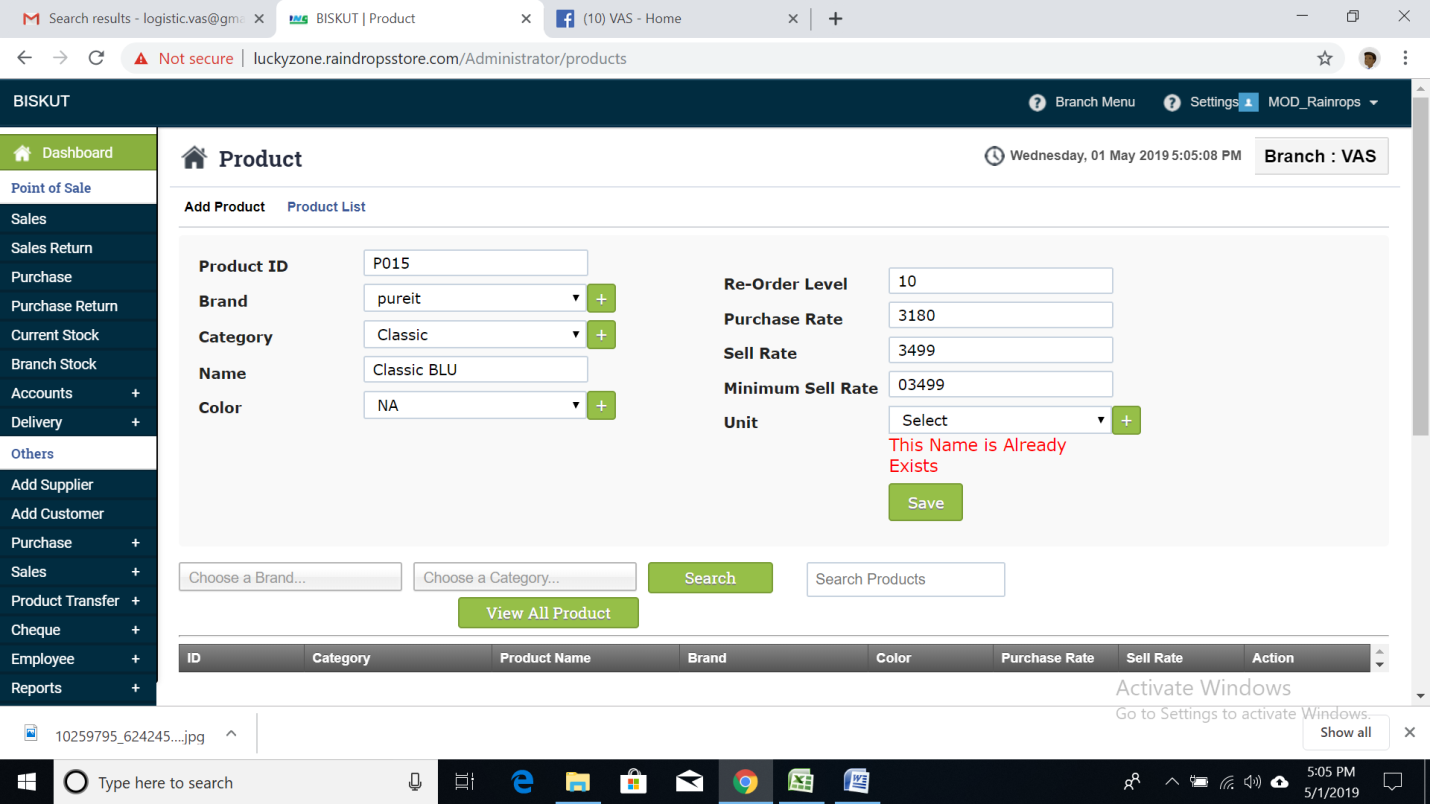 Search results - logistic.vas@gma
BISKUT | Product
(10) VAS - Home
Not secure | luckyzone.raindropsstore.com/Administrator/products
BISKUT
Branch Menu
Settings
MOD_Rainrops
Dashboard
Point of Sale
Sales
Sales Return
Purchase
Purchase Return
Current Stock
Branch Stock
Accounts +
Delivery +
Others
Add Supplier
Add Customer
Purchase +
Sales +
Product Transfer +
Cheque +
Employee +
Reports +
Product
Wednesday, 01 May 2019 5:05:08 PM
Branch : VAS
Add Product
Product List
Product ID P015
Brand pureit +
Category Classic +
Name Classic BLU
Color NA +
Re-Order Level 10
Purchase Rate 3180
Sell Rate 3499
Minimum Sell Rate 03499
Unit Select +
This Name is Already
Exists
Save
Choose a Brand...
Choose a Category...
Search
Search Products
View All Product
ID Category Product Name Brand Color Purchase Rate Sell Rate Action
Activate Windows
Go to Settings to activate Windows.
10259795_624245....jpg
Show all
Type here to search
5:05 PM
5/1/2019